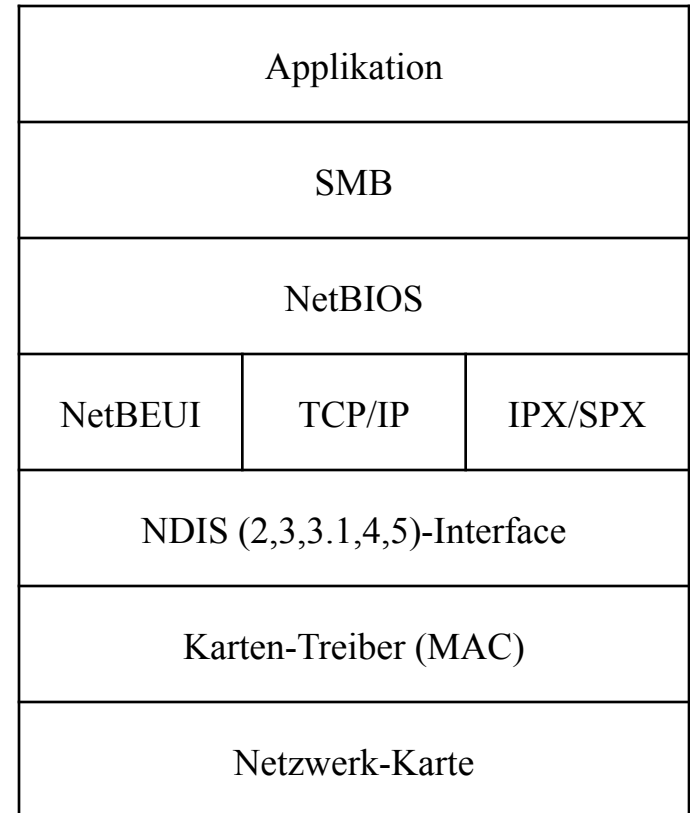 Applikation
SMB
NetBIOS
NetBEUI TCP/IP IPX/SPX
NDIS (2,3,3.1,4,5)-Interface
Karten-Treiber (MAC)
Netzwerk-Karte